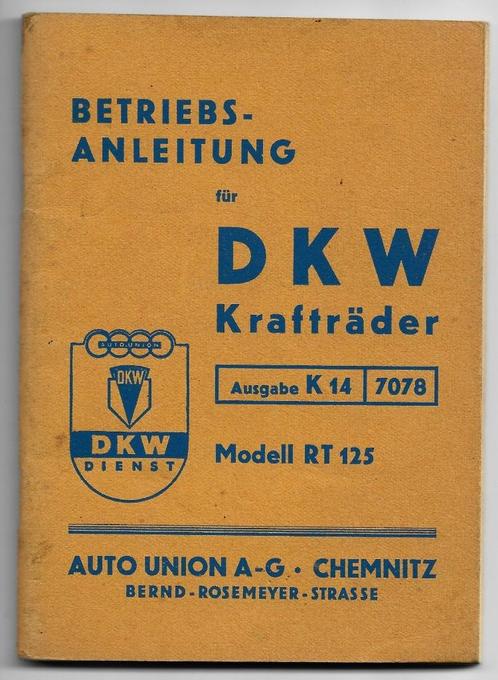 BETRIEBS-
ANLEITUNG
für
DKW
Krafträder
Ausgabe K 14 7078
AUTO UNION
DKW
DKW
DIENST
Modell RT 125
AUTO UNION A-G. CHEMNITZ
BERND-ROSEMEYER-STRASSE